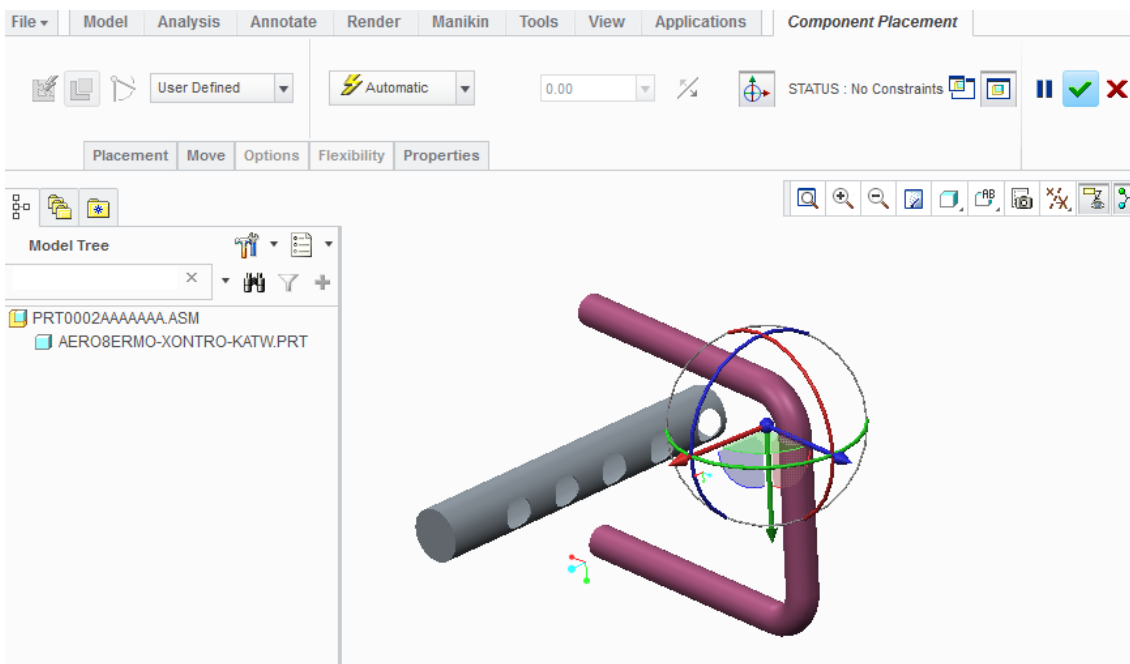 File Model Analysis Annotate Render Manikin Tools View Applications Component Placement
User Defined Automatic 0.00 STATUS : No Constraints
Placement Move Options Flexibility Properties
Model Tree
PRT0002AAAAAAA.ASM
AERO8ERMO-XONTRO-KATW.PRT